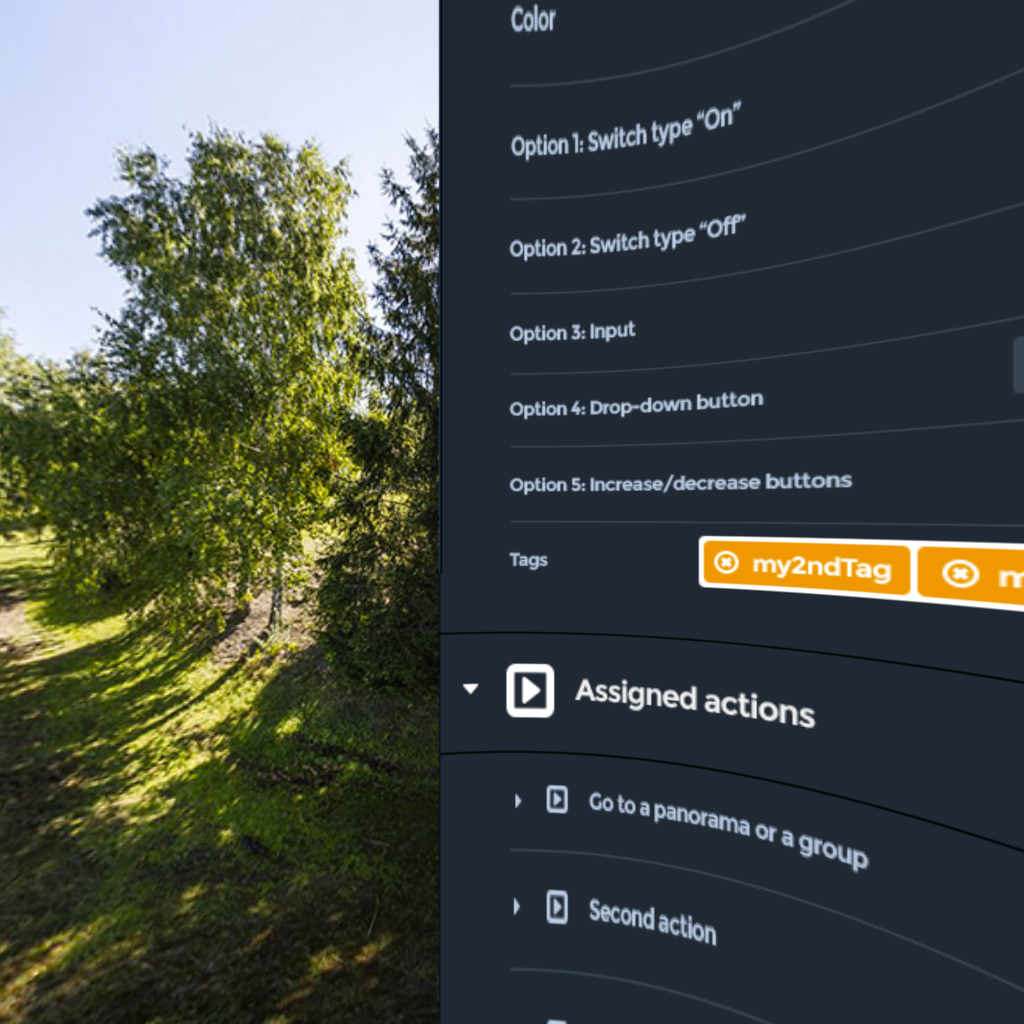 Color
Option 1: Switch type “On”
Option 2: Switch type “Off”
Option 3: Input
Option 4: Drop-down button
Option 5: Increase/decrease buttons
Tags
my2ndTag
Assigned actions
Go to a panorama or a group
Second action